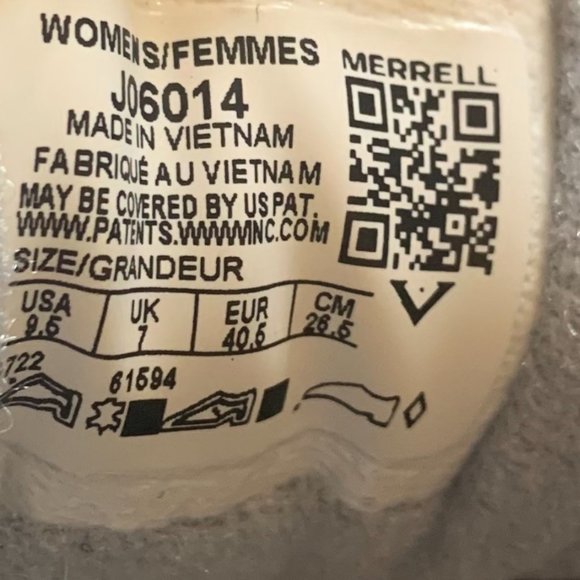 WOMENS/FEMMES
MERRELL
J06014
MADE IN VIETNAM
FABRIQUÉ AU VIETNAM
MAY BE COVERED BY US PAT.
WWW.PATENTS.WWWINC.COM
SIZE/GRANDEUR
USA UK EUR CM
9.5 7 40.5 26.5
722 61594